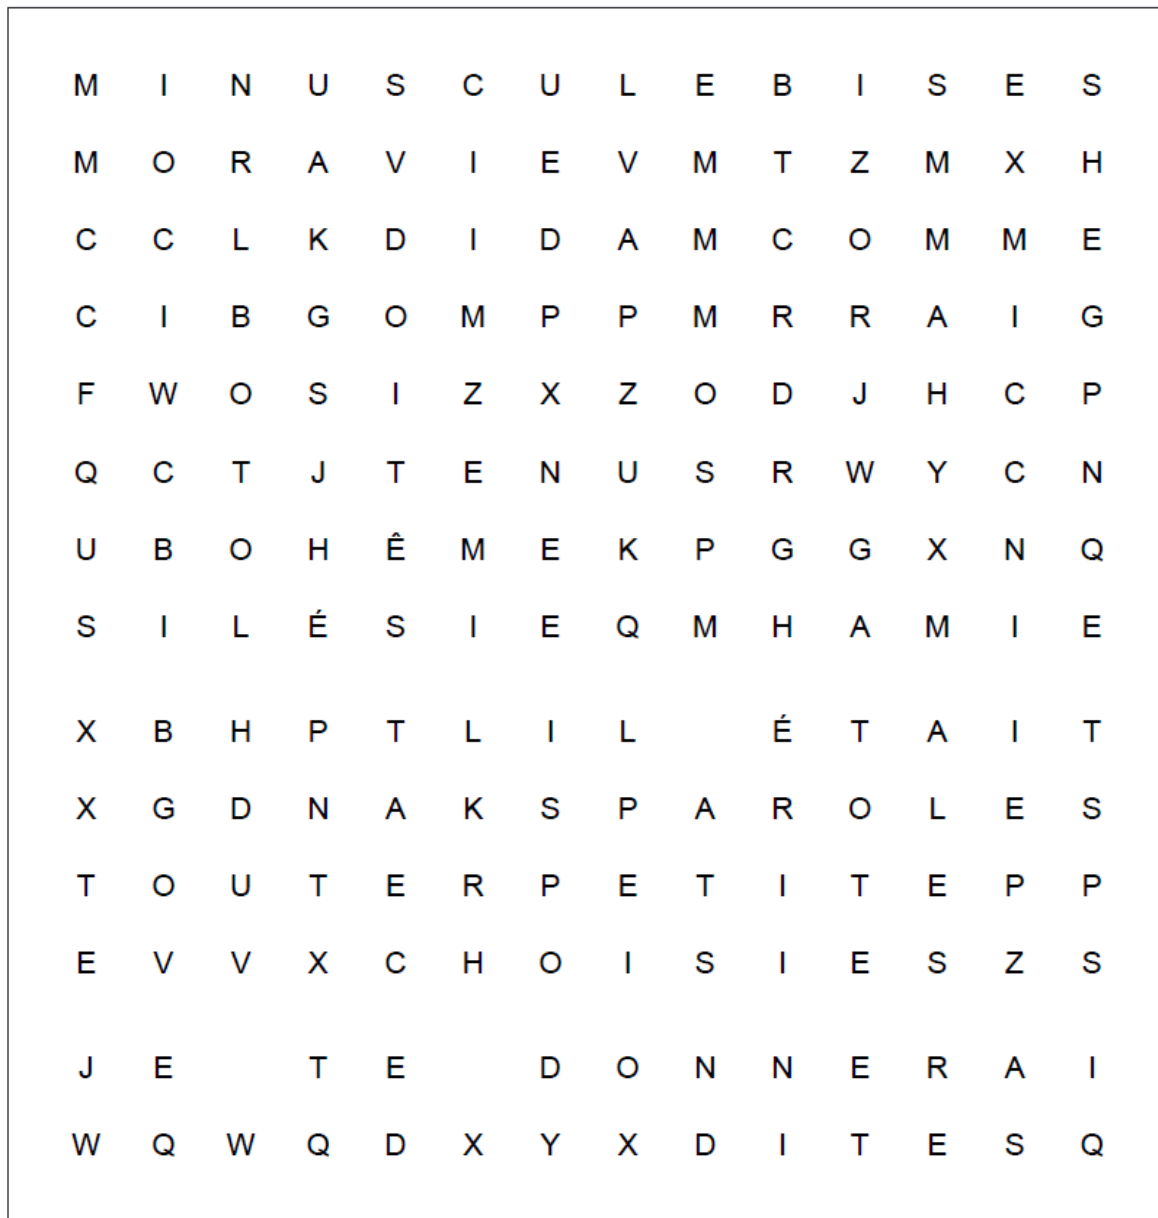 M I N U S C U L E B I S E S
M O R A V I E V M T Z M X H
C C L K D I D A M C O M M E
C I B G O M P P M R R A I G
F W O S I Z X Z O D J H C P
Q C T J T E N U S R W Y C N
U B O H Ê M E K P G G X N Q
S I L É S I E Q M H A M I E
X B H P T L I L É T A I T
X G D N A K S P A R O L E S
T O U T E R P E T I T E P P
E V V X C H O I S I E S Z S
J E T E D O N N E R A I
W Q W Q D X Y X D I T E S Q